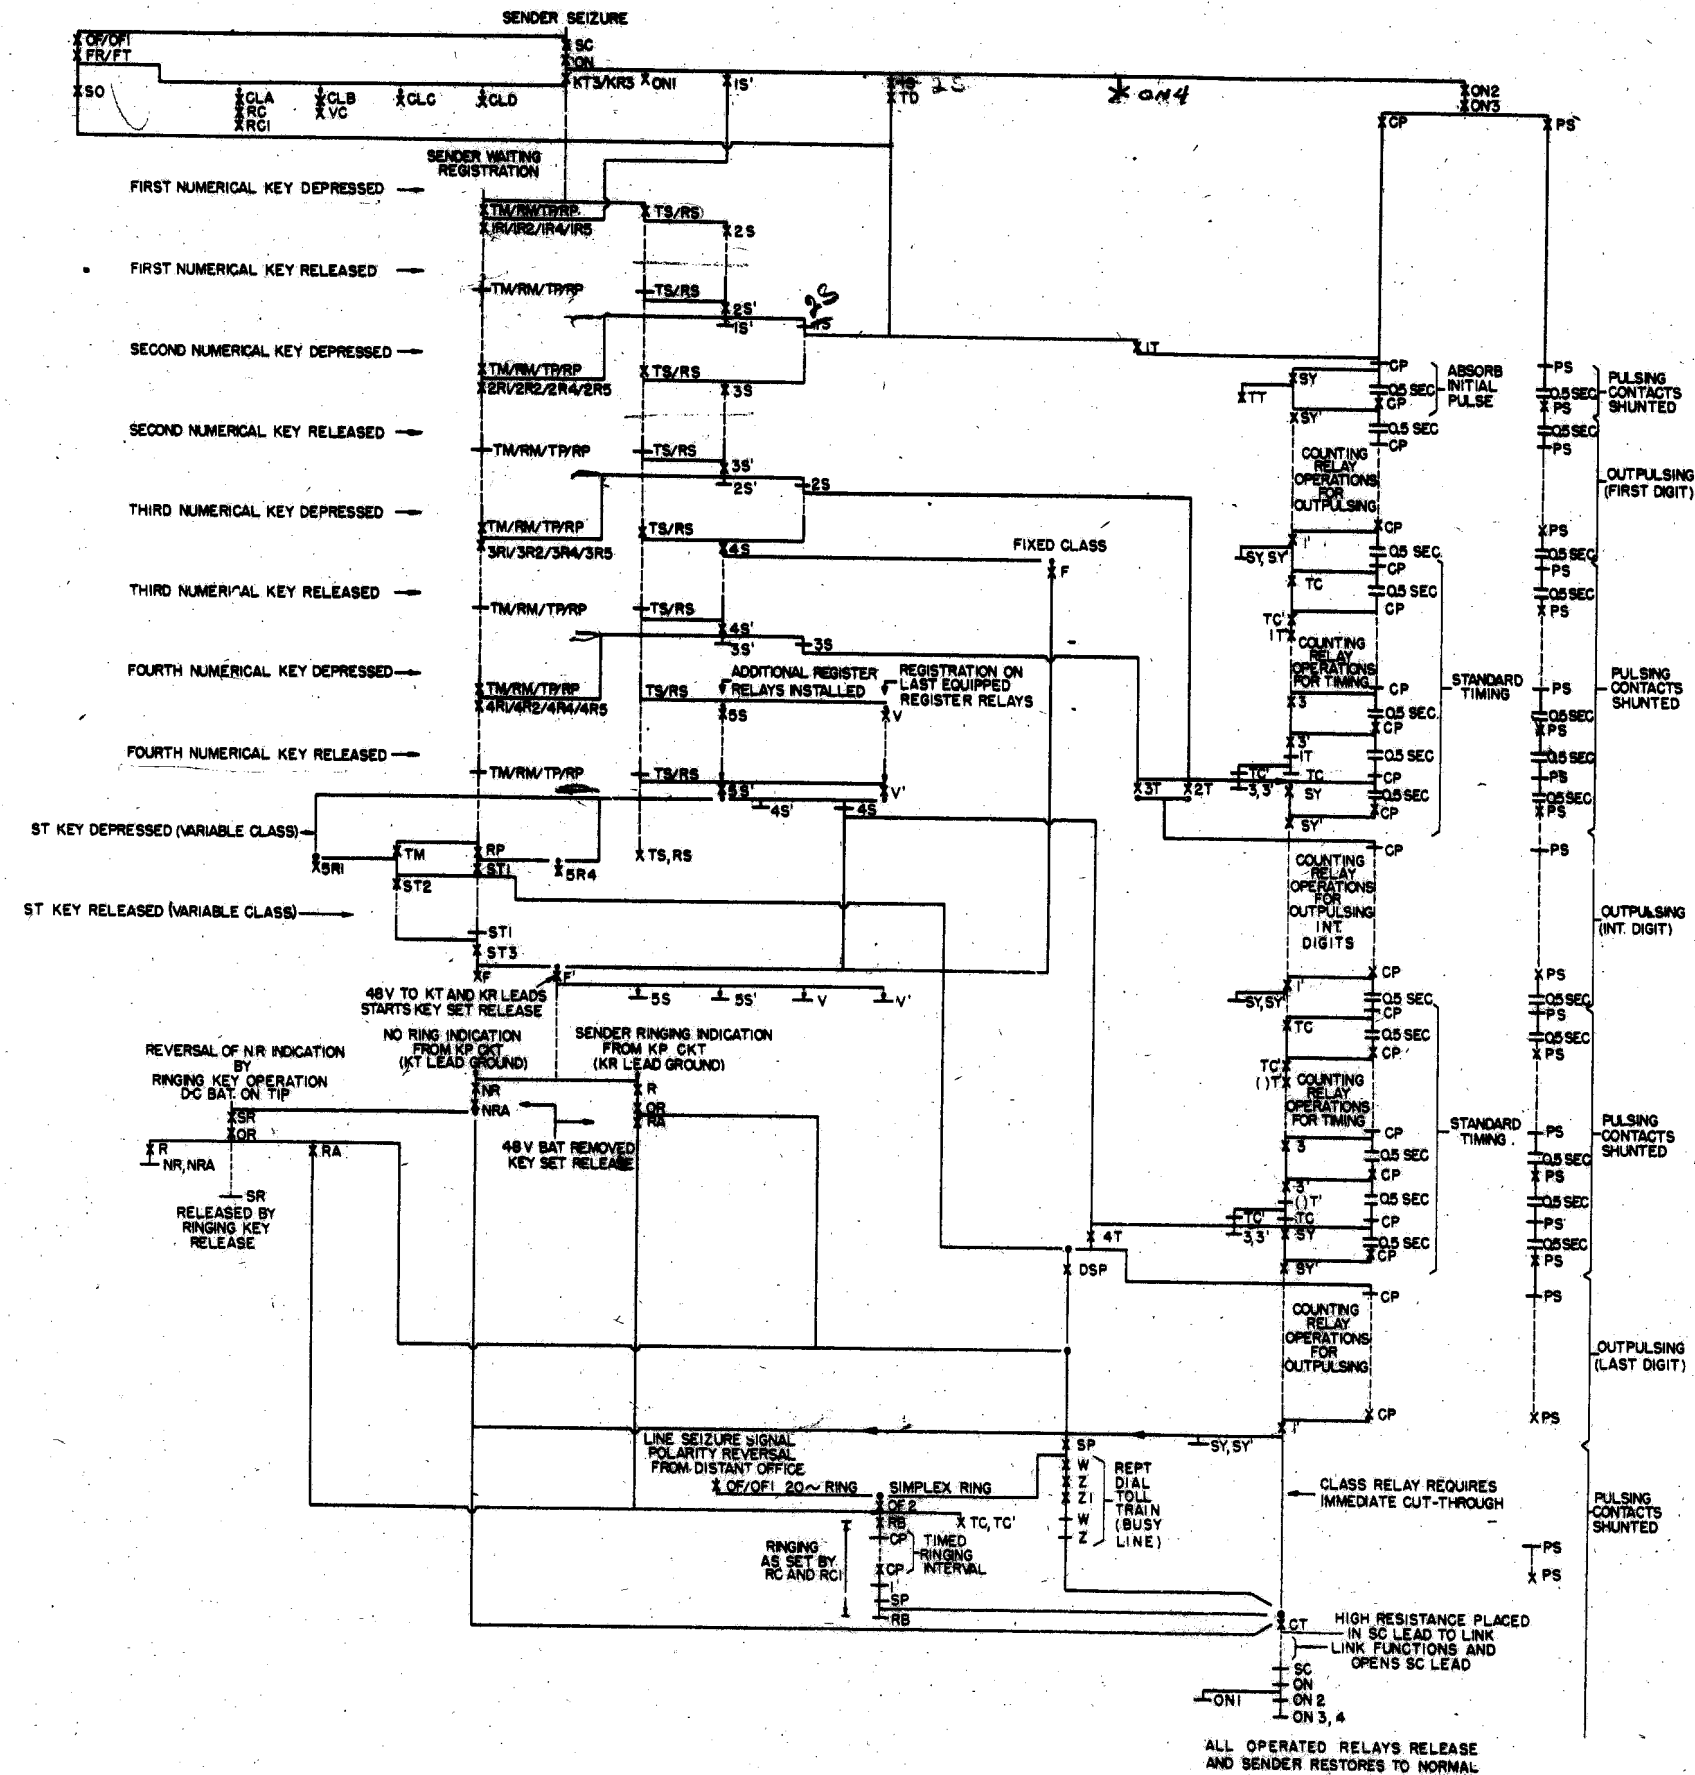 SENDER SEIZURE
OF/OF1
FR/FT
SO
CLA
RC
RC1
CLB
VC
CLC
CLD
SC
ON
KT3/KR3
ON1
1S'
TD
2S
ON4
ON2
ON3
CP
PS
SENDER WAITING
REGISTRATION
FIRST NUMERICAL KEY DEPRESSED
TM/RM/TP/RP
1R1/1R2/1R4/1R5
TS/RS
2S
FIRST NUMERICAL KEY RELEASED
TM/RM/TP/RP
TS/RS
2S'
1S'
2S
1S
SECOND NUMERICAL KEY DEPRESSED
TM/RM/TP/RP
2R1/2R2/2R4/2R5
TS/RS
3S
1T
SECOND NUMERICAL KEY RELEASED
TM/RM/TP/RP
TS/RS
3S'
2S'
2S
THIRD NUMERICAL KEY DEPRESSED
TM/RM/TP/RP
3R1/3R2/3R4/3R5
TS/RS
4S
FIXED CLASS
F
THIRD NUMERICAL KEY RELEASED
TM/RM/TP/RP
TS/RS
4S'
3S'
3S
FOURTH NUMERICAL KEY DEPRESSED
TM/RM/TP/RP
4R1/4R2/4R4/4R5
TS/RS
ADDITIONAL REGISTER
RELAYS INSTALLED
5S
REGISTRATION ON
LAST EQUIPPED
REGISTER RELAYS
V
FOURTH NUMERICAL KEY RELEASED
TM/RM/TP/RP
TS/RS
5S'
V'
4S'
4S
3T
2T
ST KEY DEPRESSED (VARIABLE CLASS)
5R1
TM
RP
ST1
5R4
TS, RS
ST2
ST KEY RELEASED (VARIABLE CLASS)
ST1
ST3
F
F'
48V TO KT AND KR LEADS
STARTS KEY SET RELEASE
5S
5S'
V
V'
NO RING INDICATION
FROM KP CKT
(KT LEAD GROUND)
SENDER RINGING INDICATION
FROM KP CKT
(KR LEAD GROUND)
REVERSAL OF NR INDICATION
BY
RINGING KEY OPERATION
DC BAT. ON TIP
NR
NRA
R
OR
RA
48 V BAT REMOVED
KEY SET RELEASE
SR
OR
R
NR, NRA
RA
SR
RELEASED BY
RINGING KEY
RELEASE
4T
DSP
CP
SY
TT
0.5 SEC
CP
SY'
0.5 SEC
CP
ABSORB
INITIAL
PULSE
PS
0.5 SEC
PS
0.5 SEC
PS
PULSING
CONTACTS
SHUNTED
COUNTING
RELAY
OPERATIONS
FOR
OUTPULSING
OUTPULSING
(FIRST DIGIT)
CP
1'
SY, SY'
0.5 SEC
CP
TC
0.5 SEC
CP
TC'
1T'
PS
0.5 SEC
PS
0.5 SEC
PS
COUNTING
RELAY
OPERATIONS
FOR TIMING
STANDARD
TIMING
PULSING
CONTACTS
SHUNTED
CP
3
0.5 SEC
CP
3'
1T
0.5 SEC
TC'
3,3'
TC
CP
SY
0.5 SEC
CP
SY'
PS
0.5 SEC
PS
0.5 SEC
PS
0.5 SEC
PS
CP
PS
COUNTING
RELAY
OPERATIONS
FOR
OUTPULSING
INT.
DIGITS
OUTPULSING
(INT. DIGIT)
CP
1'
SY, SY'
0.5 SEC
CP
TC
0.5 SEC
CP
TC'
( )T'
PS
0.5 SEC
PS
0.5 SEC
PS
COUNTING
RELAY
OPERATIONS
FOR TIMING
STANDARD
TIMING
PULSING
CONTACTS
SHUNTED
CP
3
0.5 SEC
CP
3'
( )T'
0.5 SEC
TC'
3,3'
TC
CP
SY
0.5 SEC
CP
SY'
PS
0.5 SEC
PS
0.5 SEC
PS
0.5 SEC
PS
CP
PS
COUNTING
RELAY
OPERATIONS
FOR
OUTPULSING
OUTPULSING
(LAST DIGIT)
CP
1'
SY, SY'
PS
LINE SEIZURE SIGNAL
POLARITY REVERSAL
FROM DISTANT OFFICE
OF/OF1 20~ RING
SIMPLEX RING
OF2
RB
TC, TC'
CP
CP
TIMED
RINGING
INTERVAL
1'
SP
RB
RINGING
AS SET BY
RC AND RC1
SP
W
Z
Z1
W
Z
REPT
DIAL
TOLL
TRAIN
(BUSY
LINE)
CLASS RELAY REQUIRES
IMMEDIATE CUT-THROUGH
PULSING
CONTACTS
SHUNTED
PS
PS
CT
HIGH RESISTANCE PLACED
IN SC LEAD TO LINK
LINK FUNCTIONS AND
OPENS SC LEAD
SC
ON
ON1
ON 2
ON 3, 4
ALL OPERATED RELAYS RELEASE
AND SENDER RESTORES TO NORMAL